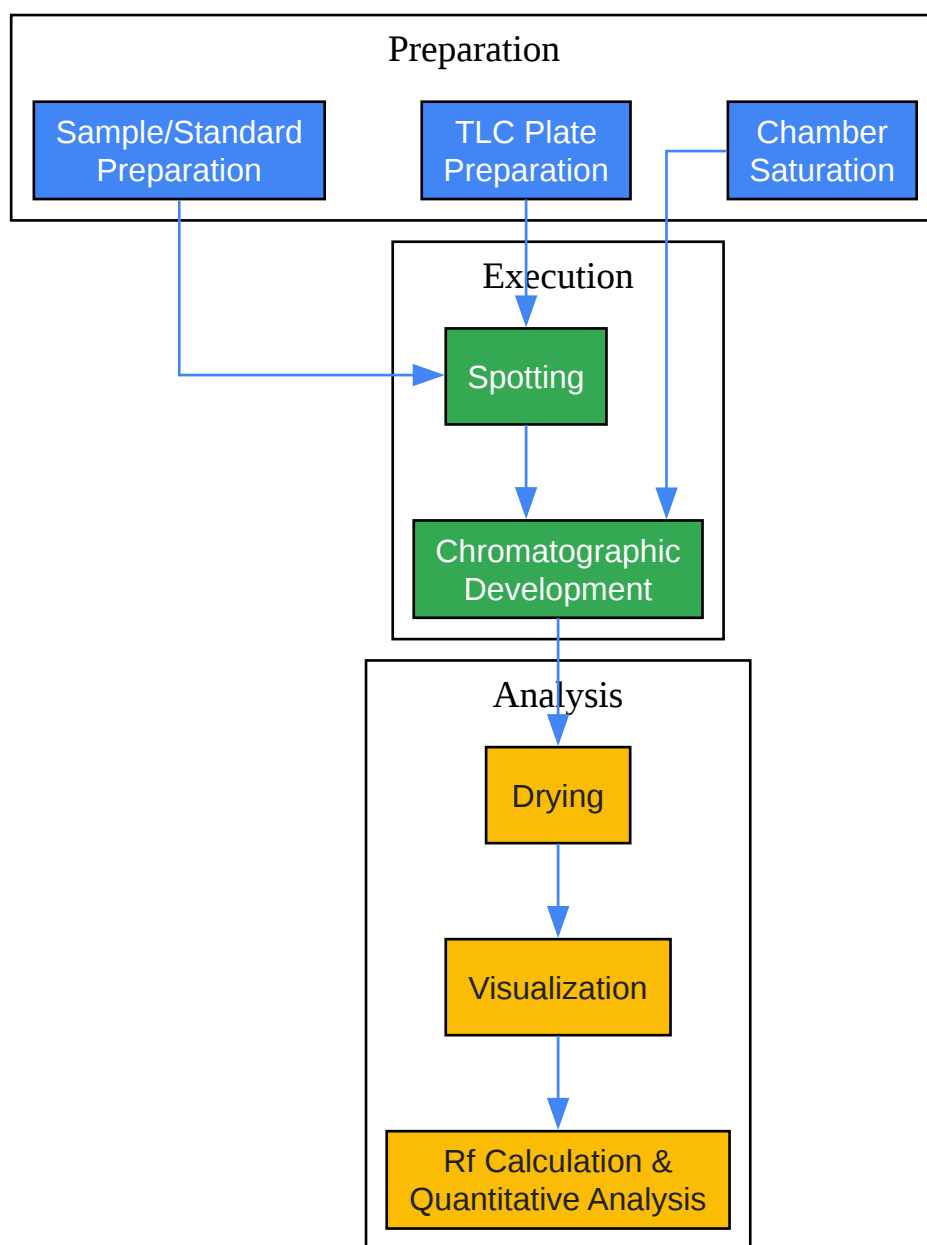 Preparation
Sample/Standard
Preparation
TLC Plate
Preparation
Chamber
Saturation
Execution
Spotting
Chromatographic
Development
Analysis
Drying
Visualization
Rf Calculation &
Quantitative Analysis